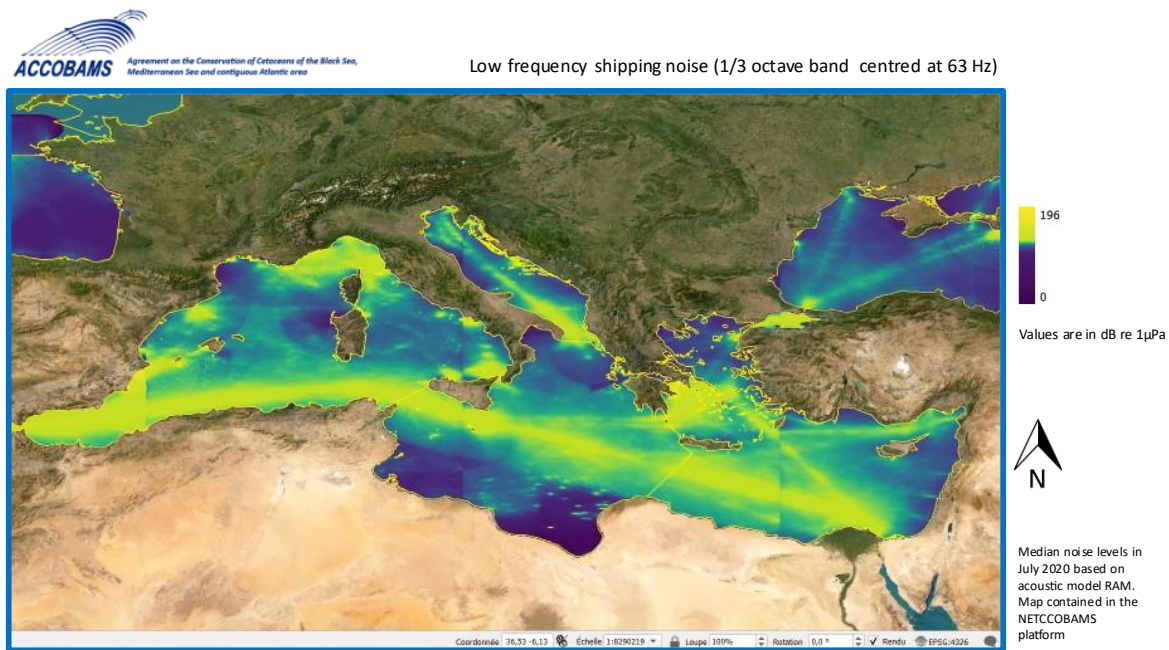 ACCOBAMS
Agreement on the Conservation of Cetaceans of the Black Sea,
Mediterranean Sea and contiguous Atlantic area
Low frequency shipping noise (1/3 octave band centred at 63 Hz)
196
0
Values are in dB re 1µPa
N
Median noise levels in
July 2020 based on
acoustic model RAM.
Map contained in the
NETCCOBAMS
platform
Coordonnée 36,53 -6,13 Échelle 1:8290219 Loupe 100% Rotation 0,0 ° Rendu EPSG:4326